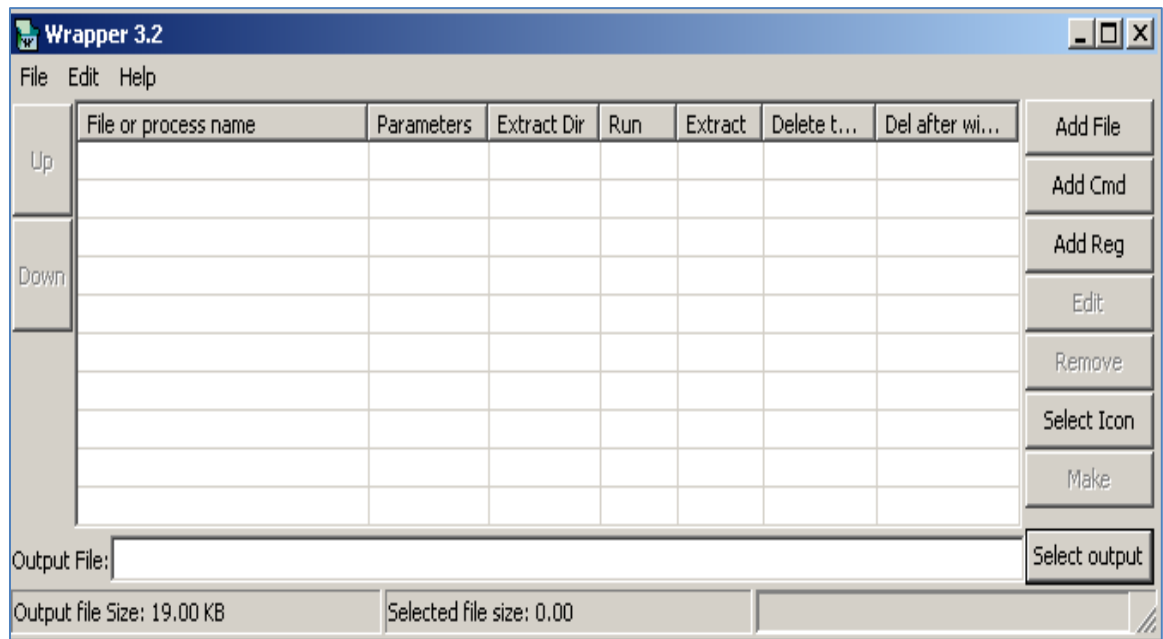 Wrapper 3.2
File Edit Help
File or process name Parameters Extract Dir Run Extract Delete t... Del after wi...
Up
Down
Add File
Add Cmd
Add Reg
Edit
Remove
Select Icon
Make
Output File:
Select output
Output file Size: 19.00 KB Selected file size: 0.00